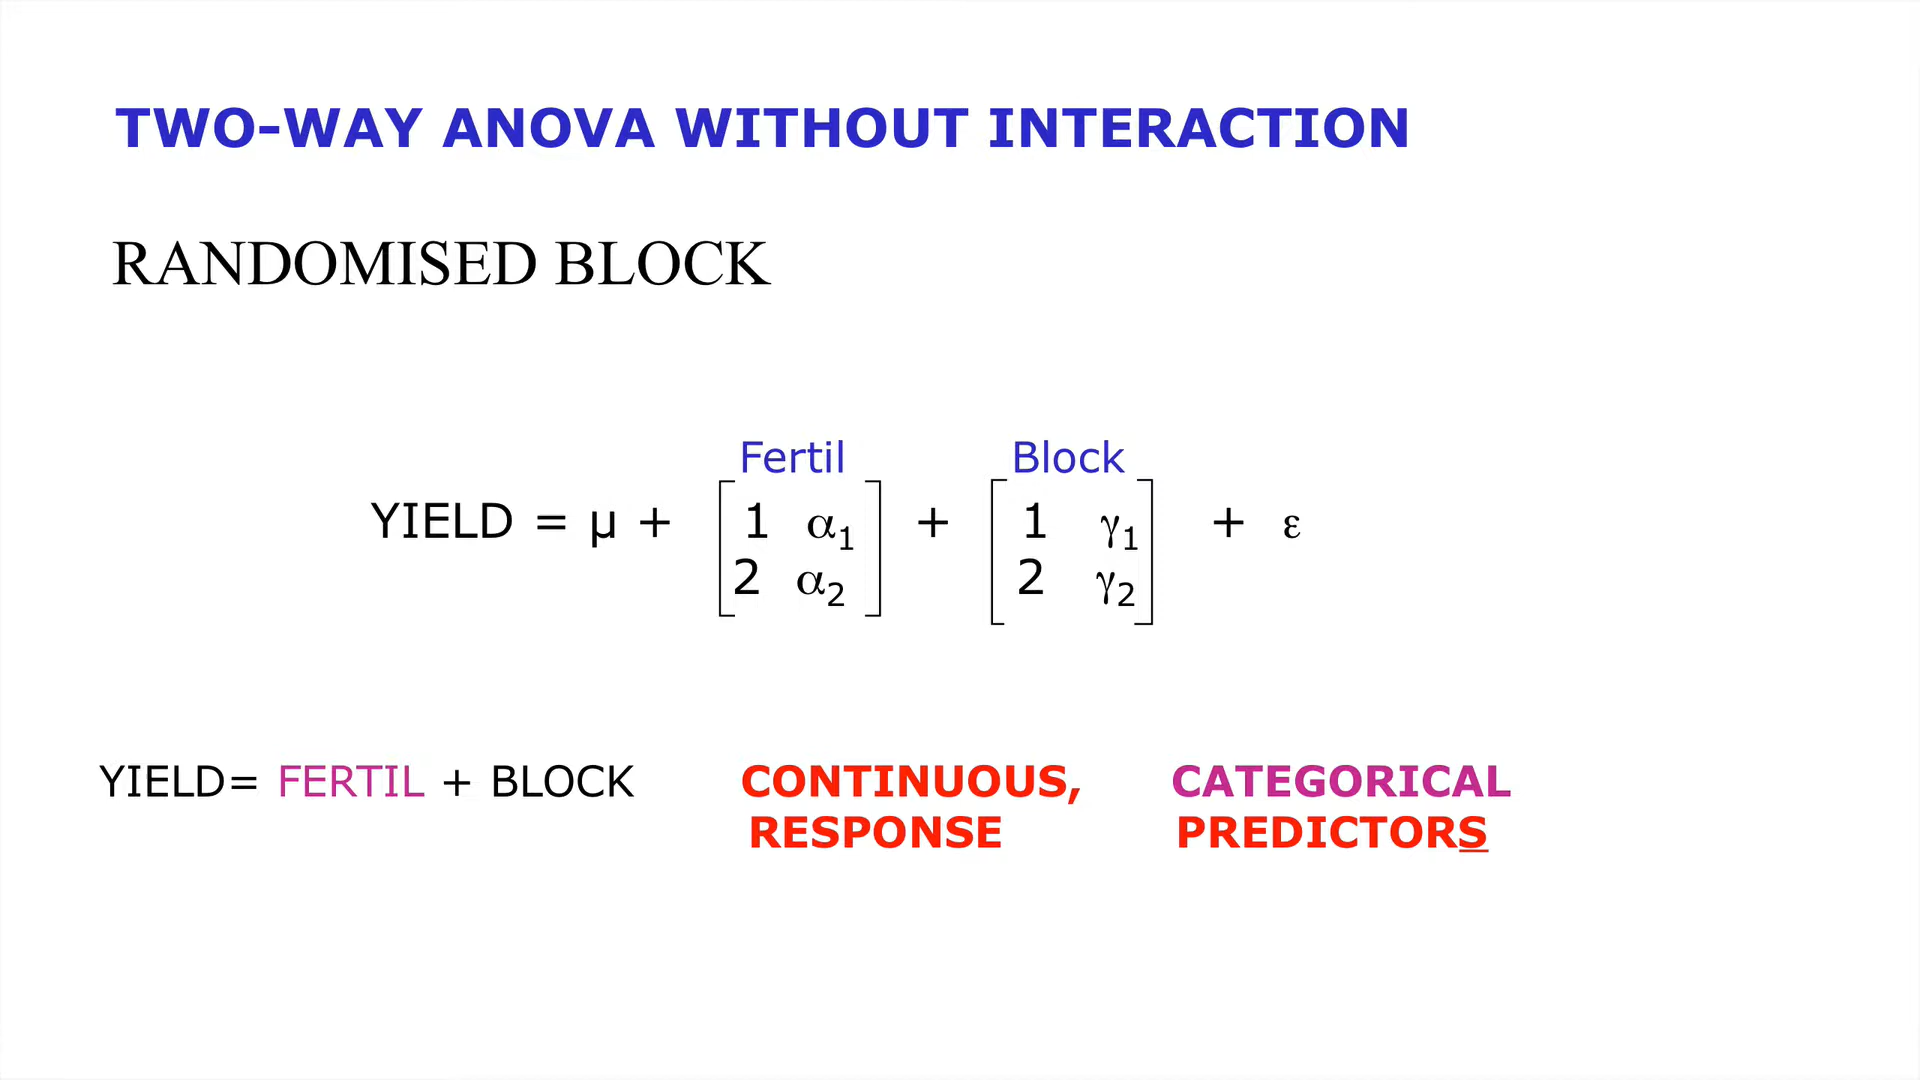 TWO-WAY ANOVA WITHOUT INTERACTION
RANDOMISED BLOCK
Fertil Block
YIELD = μ + [ 1 α₁ ] + [ 1 γ₁ ] + ε
2 α₂ 2 γ₂
YIELD= FERTIL + BLOCK CONTINUOUS, CATEGORICAL
RESPONSE PREDICTORS